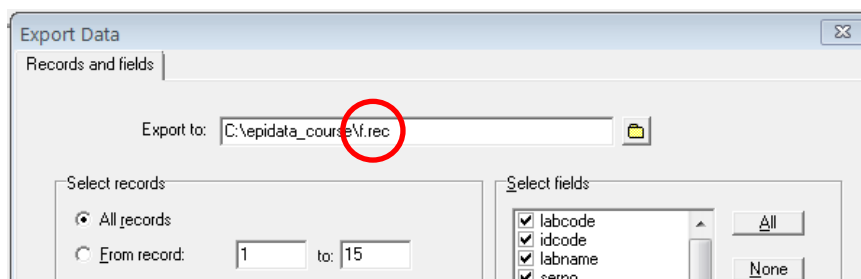 Export Data
Records and fields
Export to: C:\epidata_course\f.rec
Select records
All records
From record: 1 to: 15
Select fields
labcode
idcode
labname
serno
All
None